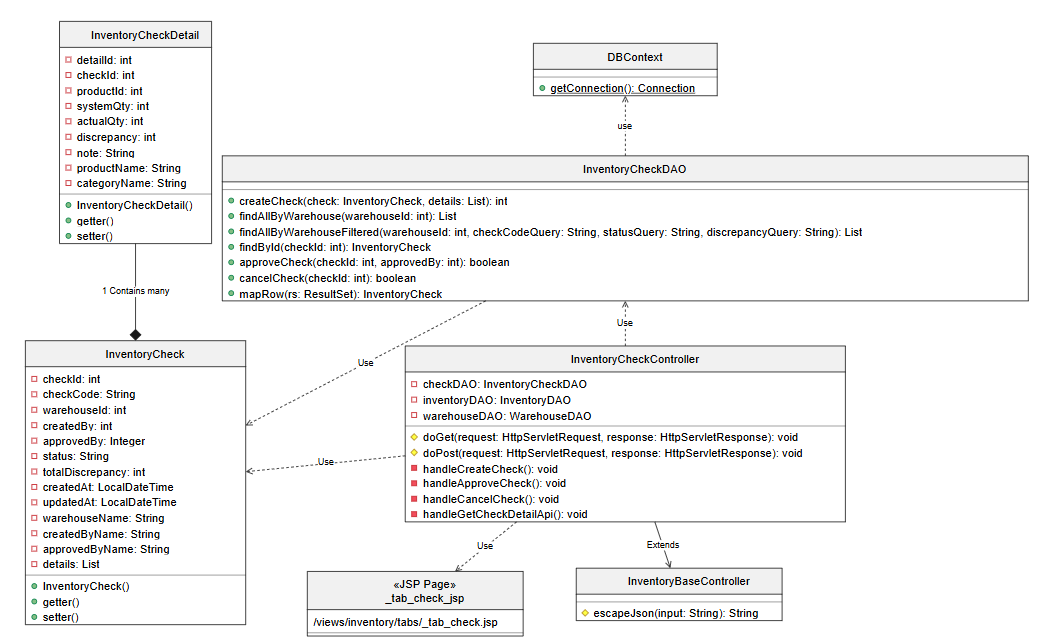 InventoryCheckDetail
detailId: int
checkId: int
productId: int
systemQty: int
actualQty: int
discrepancy: int
note: String
productName: String
categoryName: String
InventoryCheckDetail()
getter()
setter()
DBContext
getConnection(): Connection
use
InventoryCheckDAO
createCheck(check: InventoryCheck, details: List): int
findAllByWarehouse(warehouseId: int): List
findAllByWarehouseFiltered(warehouseId: int, checkCodeQuery: String, statusQuery: String, discrepancyQuery: String): List
findById(checkId: int): InventoryCheck
approveCheck(checkId: int, approvedBy: int): boolean
cancelCheck(checkId: int): boolean
mapRow(rs: ResultSet): InventoryCheck
1 Contains many
Use
Use
InventoryCheck
checkId: int
checkCode: String
warehouseId: int
createdBy: int
approvedBy: Integer
status: String
totalDiscrepancy: int
createdAt: LocalDateTime
updatedAt: LocalDateTime
warehouseName: String
createdByName: String
approvedByName: String
details: List
InventoryCheck()
getter()
setter()
Use
InventoryCheckController
checkDAO: InventoryCheckDAO
inventoryDAO: InventoryDAO
warehouseDAO: WarehouseDAO
doGet(request: HttpServletRequest, response: HttpServletResponse): void
doPost(request: HttpServletRequest, response: HttpServletResponse): void
handleCreateCheck(): void
handleApproveCheck(): void
handleCancelCheck(): void
handleGetCheckDetailApi(): void
Use
Extends
«JSP Page»
_tab_check_jsp
/views/inventory/tabs/_tab_check.jsp
InventoryBaseController
escapeJson(input: String): String